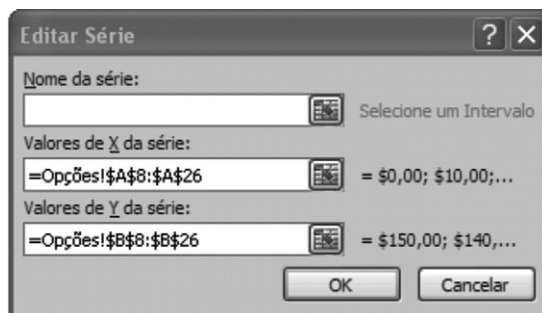 Editar Série
Nome da série:
Selecione um Intervalo
Valores de X da série:
=Opções!$A$8:$A$26 = $0,00; $10,00;...
Valores de Y da série:
=Opções!$B$8:$B$26 = $150,00; $140,...
OK Cancelar